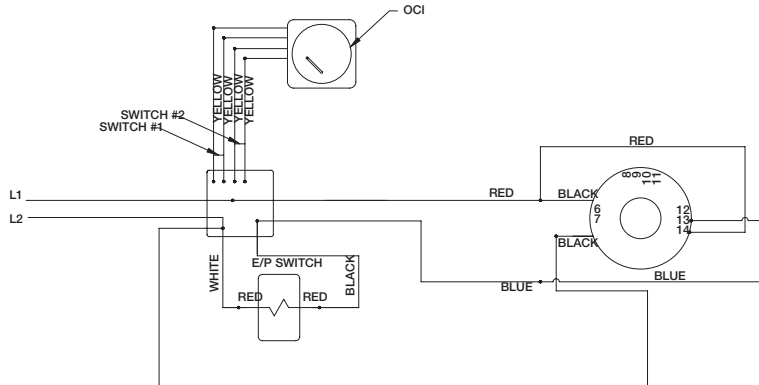 OCI
YELLOW
YELLOW
YELLOW
YELLOW
SWITCH #2
SWITCH #1
RED
L1
RED
BLACK
8
9
10
11
6
7
12
13
14
L2
BLACK
E/P SWITCH
WHITE
BLACK
RED
RED
BLUE
BLUE